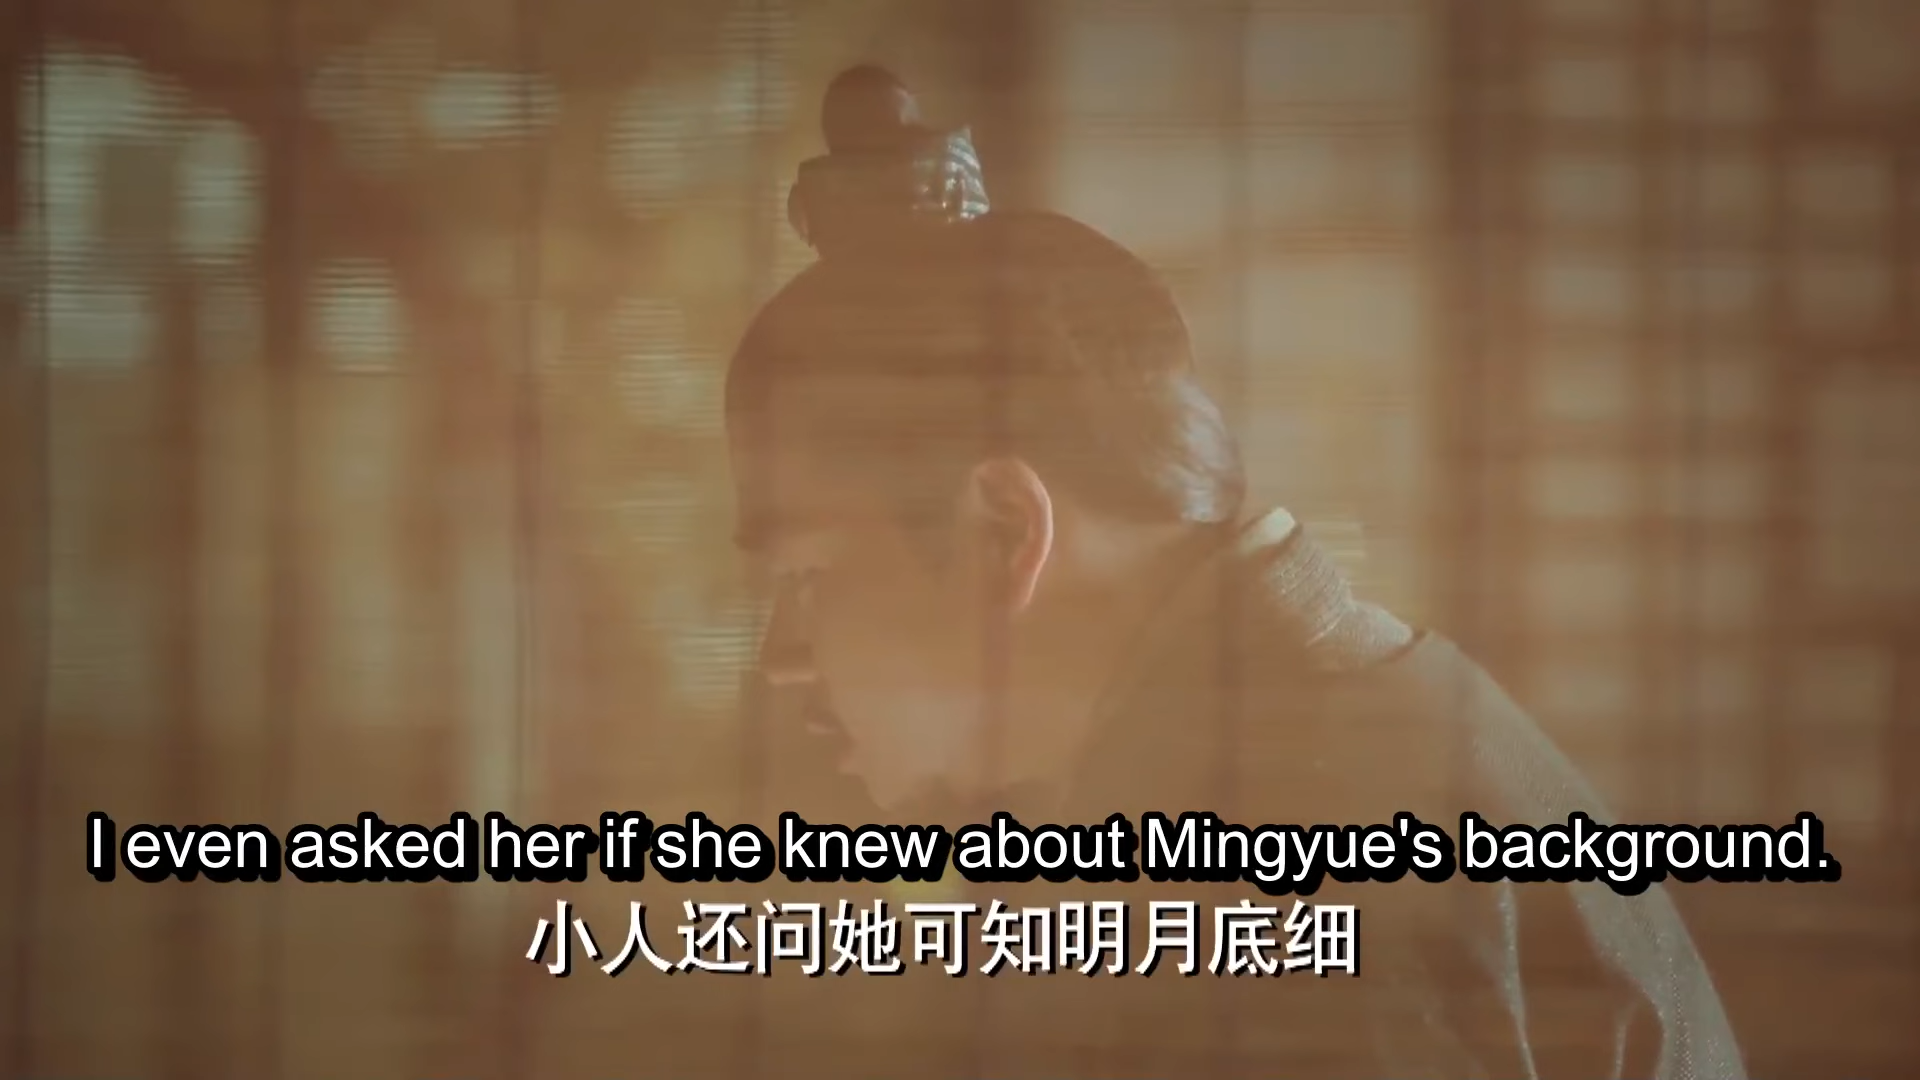 I even asked her if she knew about Mingyue's background.
小人还问她可知明月底细